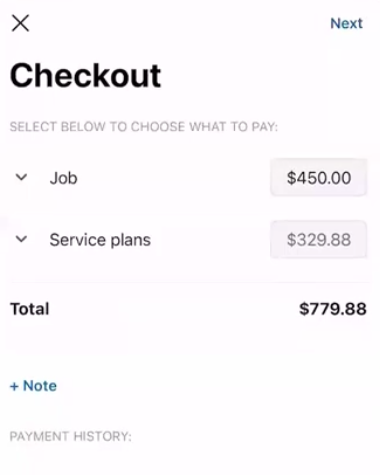 Next
Checkout
SELECT BELOW TO CHOOSE WHAT TO PAY:
Job $450.00
Service plans $329.88
Total $779.88
+ Note
PAYMENT HISTORY: